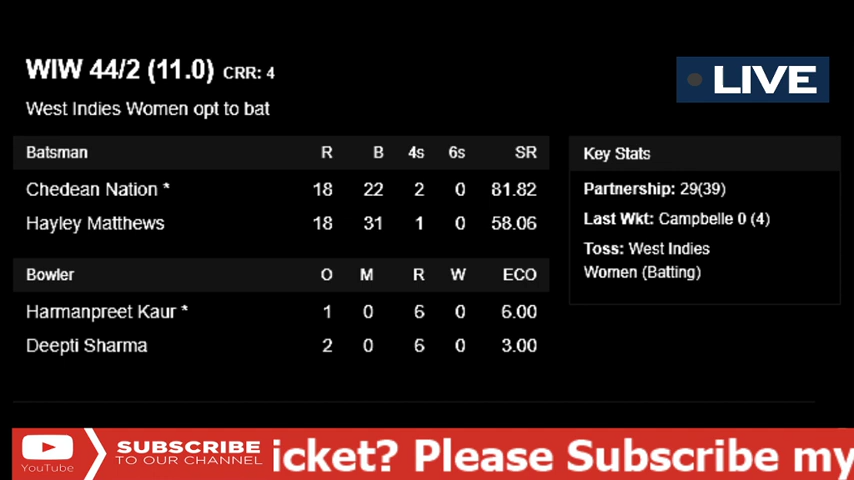 WIW 44/2 (11.0) CRR: 4
LIVE
West Indies Women opt to bat
Batsman R B 4s 6s SR
Chedean Nation * 18 22 2 0 81.82
Hayley Matthews 18 31 1 0 58.06
Bowler O M R W ECO
Harmanpreet Kaur * 1 0 6 0 6.00
Deepti Sharma 2 0 6 0 3.00
Key Stats
Partnership: 29(39)
Last Wkt: Campbelle 0 (4)
Toss: West Indies
Women (Batting)
YouTube
SUBSCRIBE
TO OUR CHANNEL
icket? Please Subscribe my